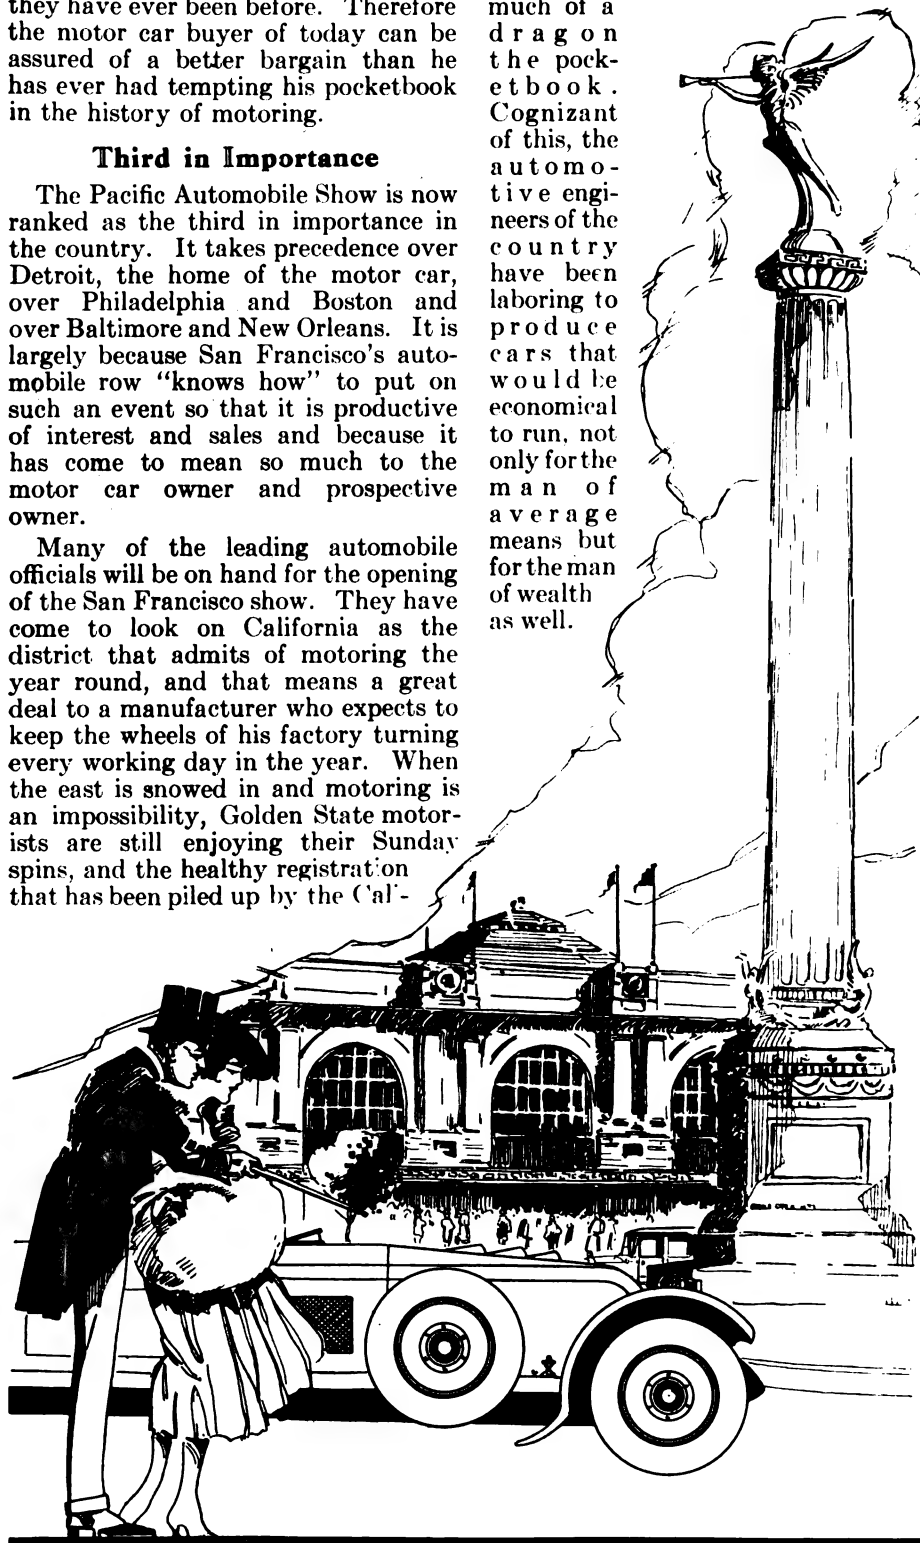 they have ever been before. Therefore
the motor car buyer of today can be
assured of a better bargain than he
has ever had tempting his pocketbook
in the history of motoring.
Third in Importance
The Pacific Automobile Show is now
ranked as the third in importance in
the country. It takes precedence over
Detroit, the home of the motor car,
over Philadelphia and Boston and
over Baltimore and New Orleans. It is
largely because San Francisco's auto-
mobile row “knows how” to put on
such an event so that it is productive
of interest and sales and because it
has come to mean so much to the
motor car owner and prospective
owner.
Many of the leading automobile
officials will be on hand for the opening
of the San Francisco show. They have
come to look on California as the
district that admits of motoring the
year round, and that means a great
deal to a manufacturer who expects to
keep the wheels of his factory turning
every working day in the year. When
the east is snowed in and motoring is
an impossibility, Golden State motor-
ists are still enjoying their Sunday
spins, and the healthy registration
that has been piled up by the Cal-
much of a
dragon
the pock-
etbook.
Cognizant
of this, the
automo-
tive engi-
neers of the
country
have been
laboring to
produce
cars that
would be
economical
to run, not
only for the
man of
average
means but
for the man
of wealth
as well.